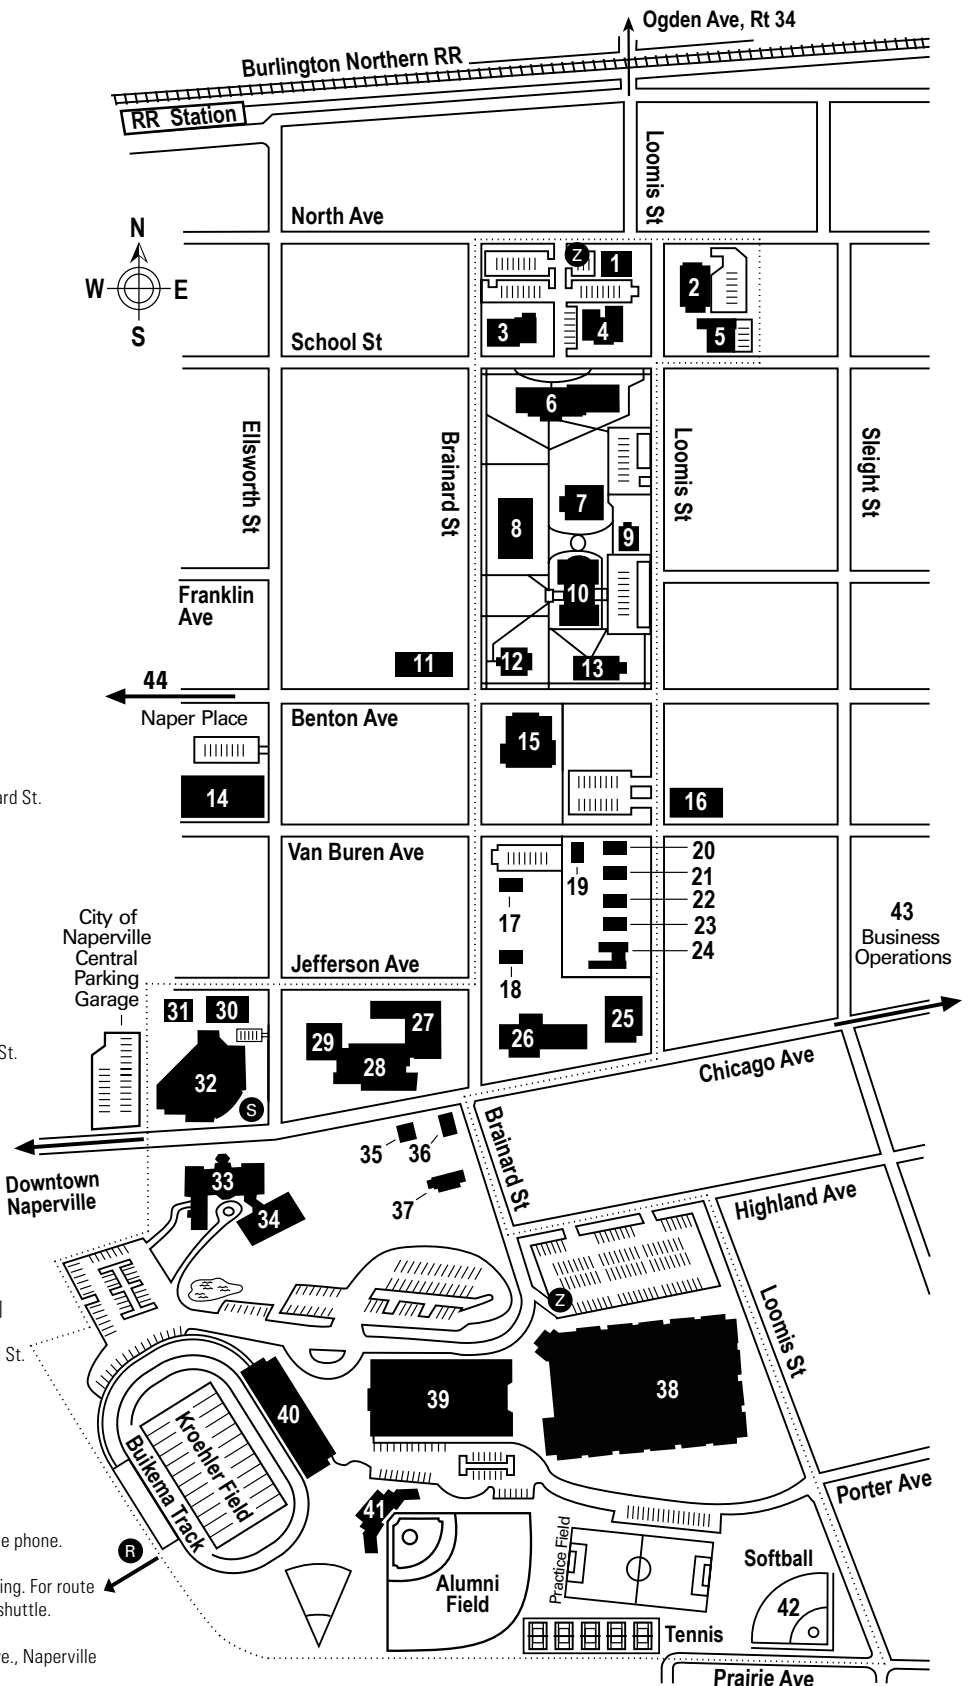 Ogden Ave, Rt 34
Burlington Northern RR
RR Station
Loomis St
North Ave
N
W
E
S
Z
1
2
3
4
5
School St
6
Ellsworth St
Brainard St
Loomis St
Sleight St
7
8
9
10
Franklin
Ave
11
12
13
44
Naper Place
Benton Ave
15
14
16
ard St.
Van Buren Ave
20
19
21
17
22
23
24
18
43
Business
Operations
City of
Naperville
Central
Parking
Garage
Jefferson Ave
31
30
27
25
29
26
28
32
St.
S
Chicago Ave
Brainard St
35
36
Downtown
Naperville
33
34
37
Highland Ave
Z
Loomis St
St.
38
39
40
Kroehler Field
Buikema Track
41
Porter Ave
e phone.
R
ing. For route
shuttle.
Practice Field
Alumni
Field
Softball
42
Tennis
ve., Naperville
Prairie Ave